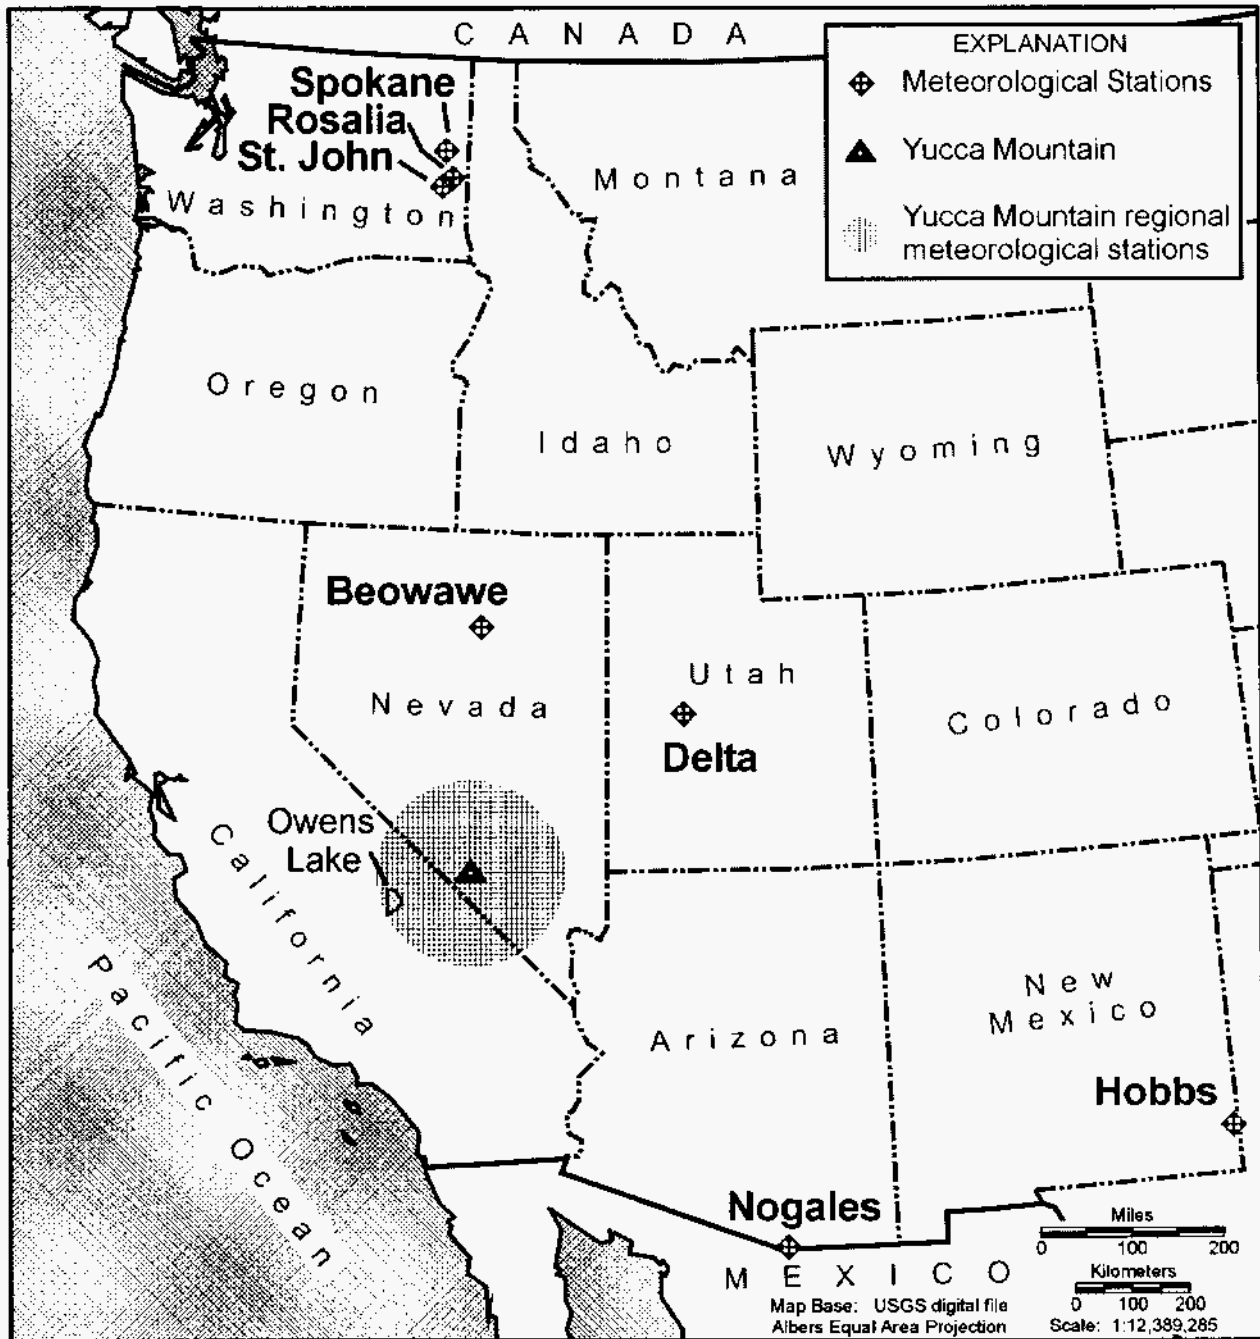 CANADA
EXPLANATION
Meteorological Stations
Yucca Mountain
Yucca Mountain regional
meteorological stations
Spokane
Rosalia
St. John
Washington
Montana
Oregon
Idaho
Wyoming
Beowawe
Nevada
Utah
Delta
Colorado
Owens
Lake
California
Pacific Ocean
Arizona
New
Mexico
Hobbs
Nogales
MEXICO
Miles
0 100 200
Kilometers
0 100 200
Map Base: USGS digital file
Albers Equal Area Projection
Scale: 1:12,389,285